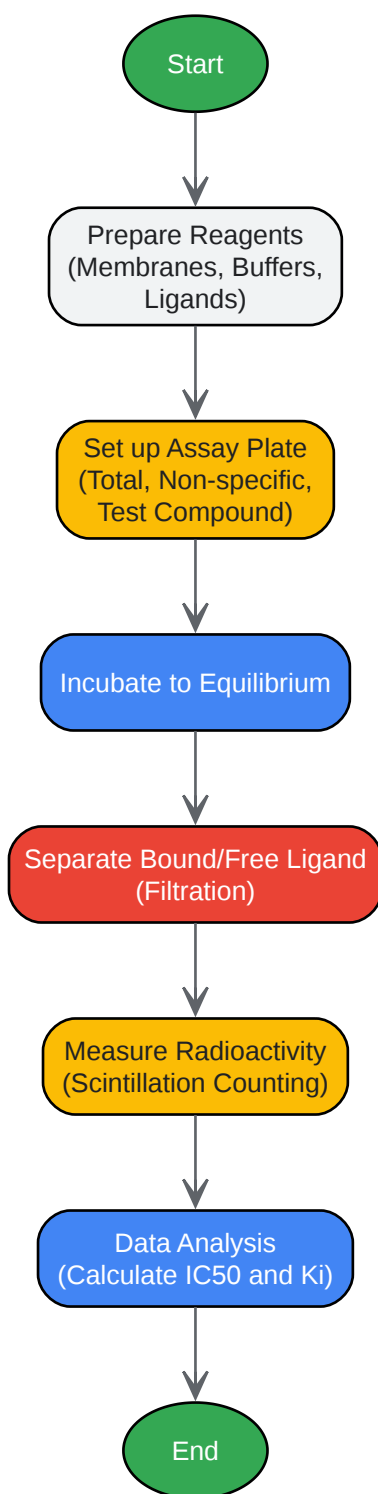 Start
Prepare Reagents
(Membranes, Buffers,
Ligands)
Set up Assay Plate
(Total, Non-specific,
Test Compound)
Incubate to Equilibrium
Separate Bound/Free Ligand
(Filtration)
Measure Radioactivity
(Scintillation Counting)
Data Analysis
(Calculate IC50 and Ki)
End